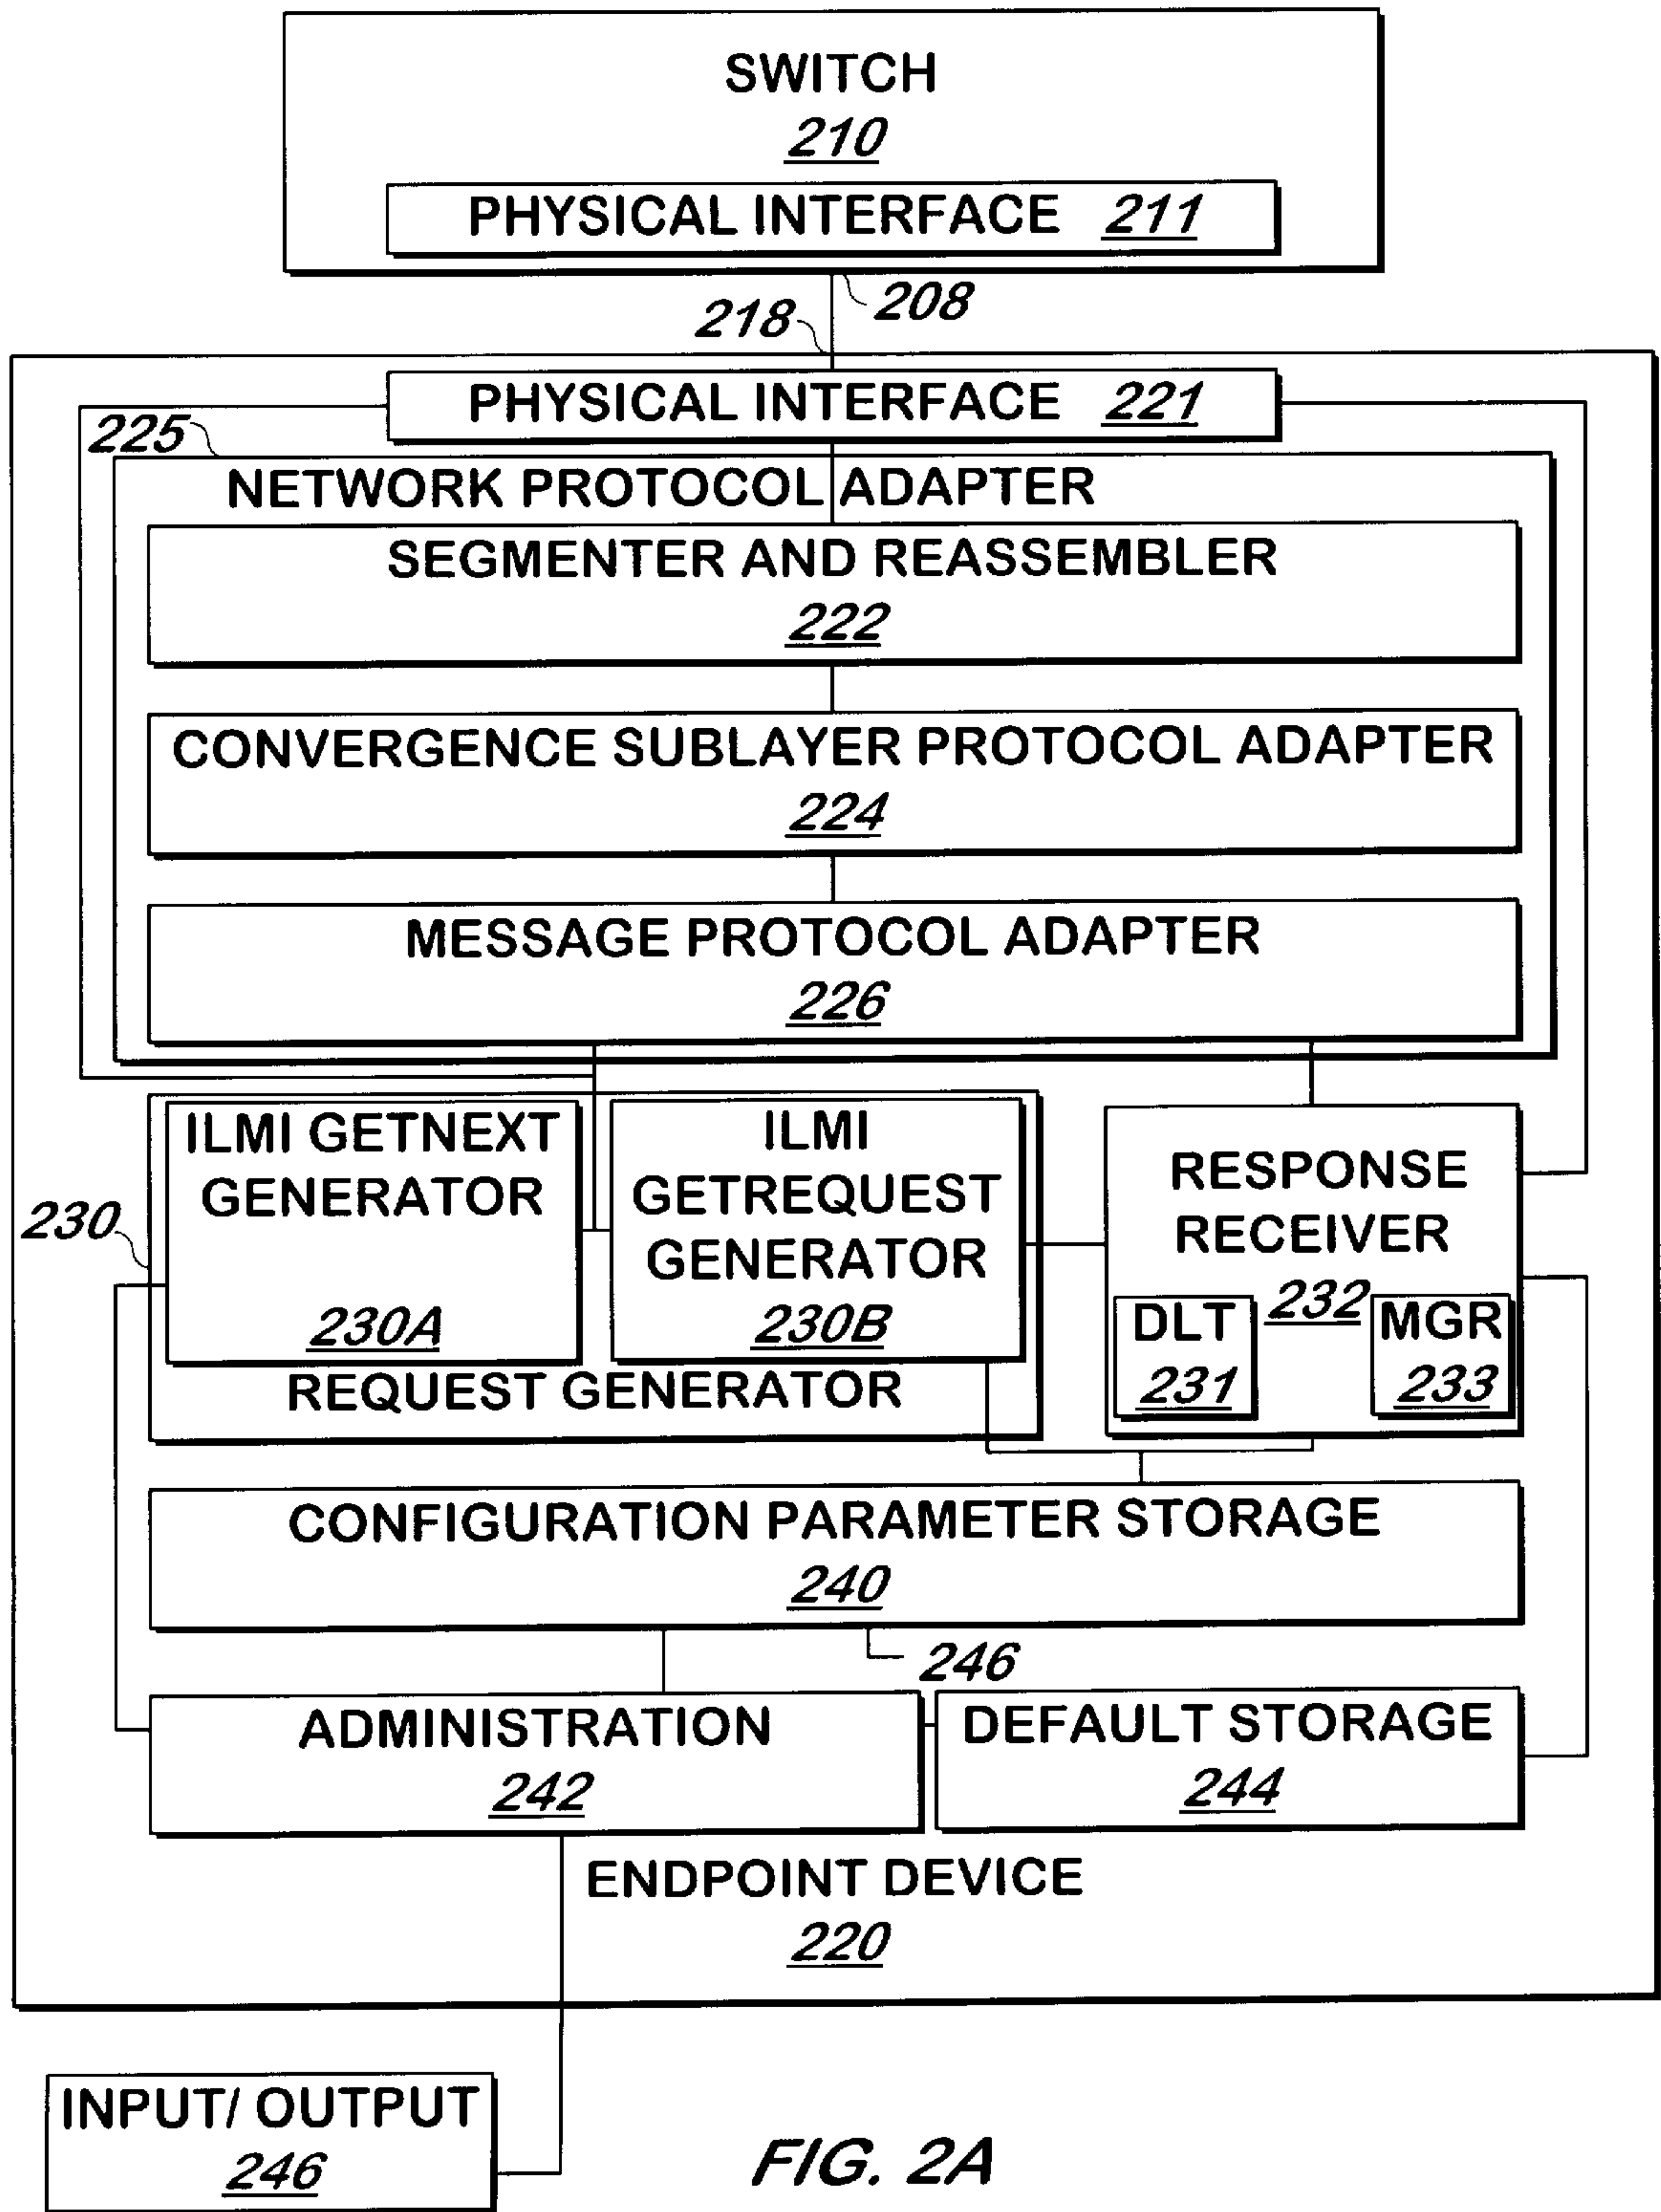 SWITCH
210
PHYSICAL INTERFACE 211
208
218
PHYSICAL INTERFACE 221
225
NETWORK PROTOCOL ADAPTER
SEGMENTER AND REASSEMBLER
222
CONVERGENCE SUBLAYER PROTOCOL ADAPTER
224
MESSAGE PROTOCOL ADAPTER
226
ILMI GETNEXT
GENERATOR
230A
ILMI
GETREQUEST
GENERATOR
230B
REQUEST GENERATOR
230
RESPONSE
RECEIVER
232
DLT
231
MGR
233
CONFIGURATION PARAMETER STORAGE
240
246
ADMINISTRATION
242
DEFAULT STORAGE
244
ENDPOINT DEVICE
220
INPUT/ OUTPUT
246
FIG. 2A